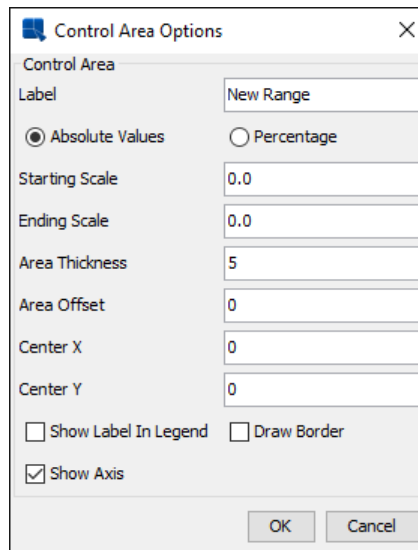 Control Area Options
Control Area
Label New Range
Absolute Values Percentage
Starting Scale 0.0
Ending Scale 0.0
Area Thickness 5
Area Offset 0
Center X 0
Center Y 0
Show Label In Legend Draw Border
Show Axis
OK Cancel